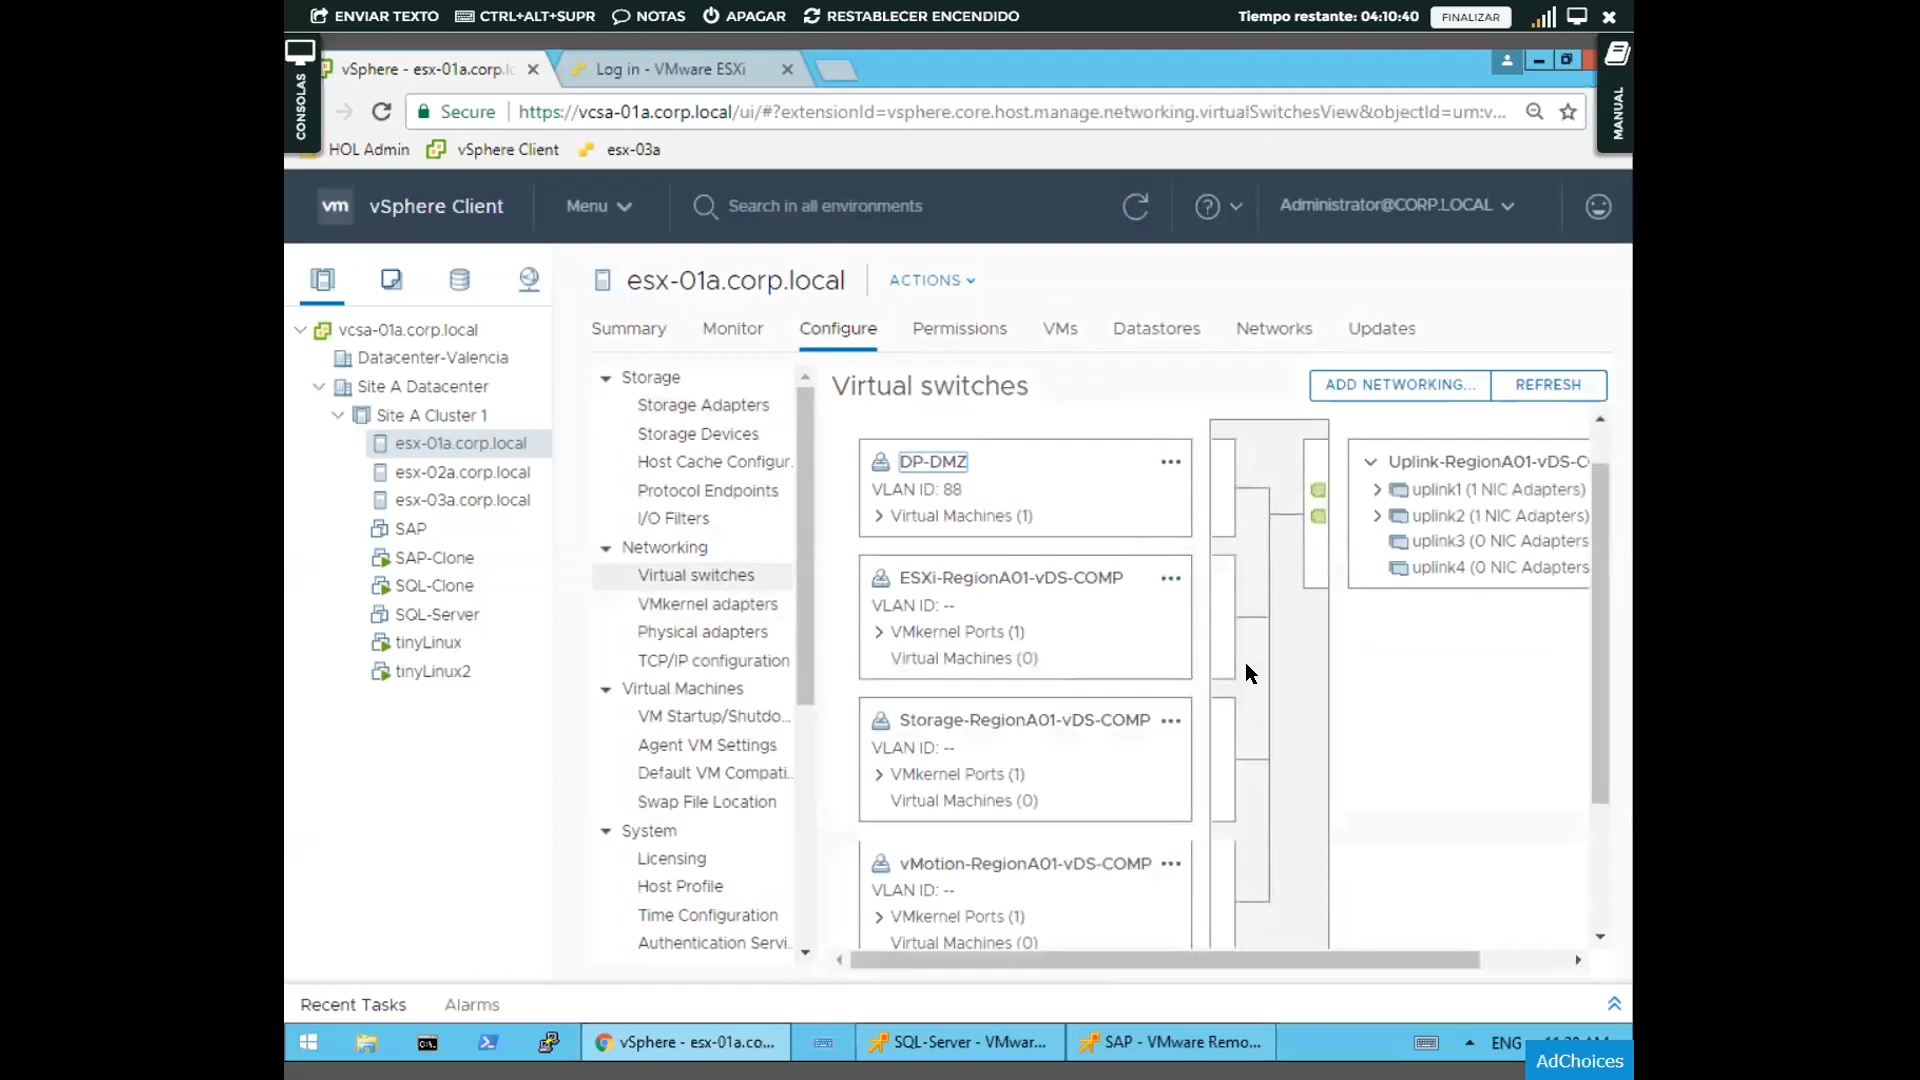 ENVIAR TEXTO CTRL+ALT+SUPR NOTAS APAGAR RESTABLECER ENCENDIDO Tiempo restante: 04:10:40 FINALIZAR
CONSOLAS
MANUAL
vSphere - esx-01a.corp.lo Log in - VMware ESXi
Secure https://vcsa-01a.corp.local/ui/#?extensionId=vsphere.core.host.manage.networking.virtualSwitchesView&objectId=urn:v...
HOL Admin vSphere Client esx-03a
vm vSphere Client Menu Search in all environments Administrator@CORP.LOCAL
esx-01a.corp.local ACTIONS
Summary Monitor Configure Permissions VMs Datastores Networks Updates
vcsa-01a.corp.local
Datacenter-Valencia
Site A Datacenter
Site A Cluster 1
esx-01a.corp.local
esx-02a.corp.local
esx-03a.corp.local
SAP
SAP-Clone
SQL-Clone
SQL-Server
tinyLinux
tinyLinux2
Storage
Storage Adapters
Storage Devices
Host Cache Configur.
Protocol Endpoints
I/O Filters
Networking
Virtual switches
VMkernel adapters
Physical adapters
TCP/IP configuration
Virtual Machines
VM Startup/Shutdo...
Agent VM Settings
Default VM Compati..
Swap File Location
System
Licensing
Host Profile
Time Configuration
Authentication Servi..
Virtual switches ADD NETWORKING... REFRESH
DP-DMZ ...
VLAN ID: 88
Virtual Machines (1)
ESXi-RegionA01-vDS-COMP ...
VLAN ID: --
VMkernel Ports (1)
Virtual Machines (0)
Storage-RegionA01-vDS-COMP ...
VLAN ID: --
VMkernel Ports (1)
Virtual Machines (0)
vMotion-RegionA01-vDS-COMP ...
VLAN ID: --
VMkernel Ports (1)
Virtual Machines (0)
Uplink-RegionA01-vDS-C
uplink1 (1 NIC Adapters)
uplink2 (1 NIC Adapters)
uplink3 (0 NIC Adapters
uplink4 (0 NIC Adapters
Recent Tasks Alarms
vSphere - esx-01a.co... SQL-Server - VMwar... SAP - VMware Remo... ENG
AdChoices